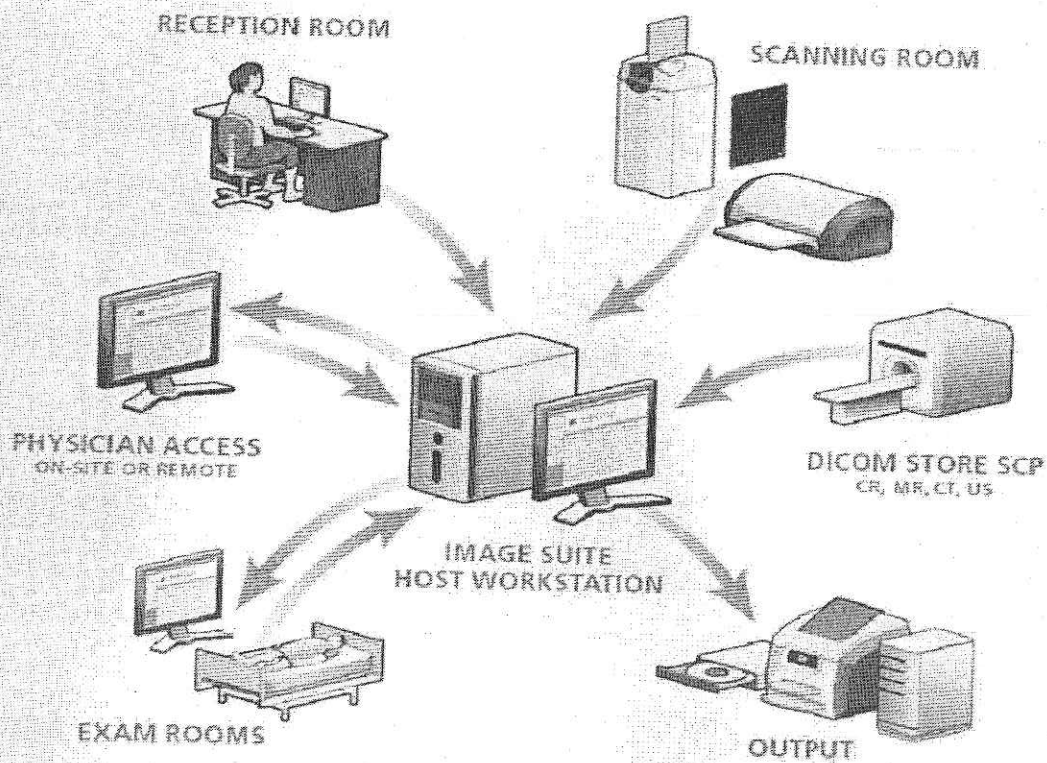 RECEPTION ROOM
SCANNING ROOM
PHYSICIAN ACCESS
ON-SITE OR REMOTE
DICOM STORE SCP
CR, MR, CT, US
IMAGE SUITE
HOST WORKSTATION
EXAM ROOMS
OUTPUT